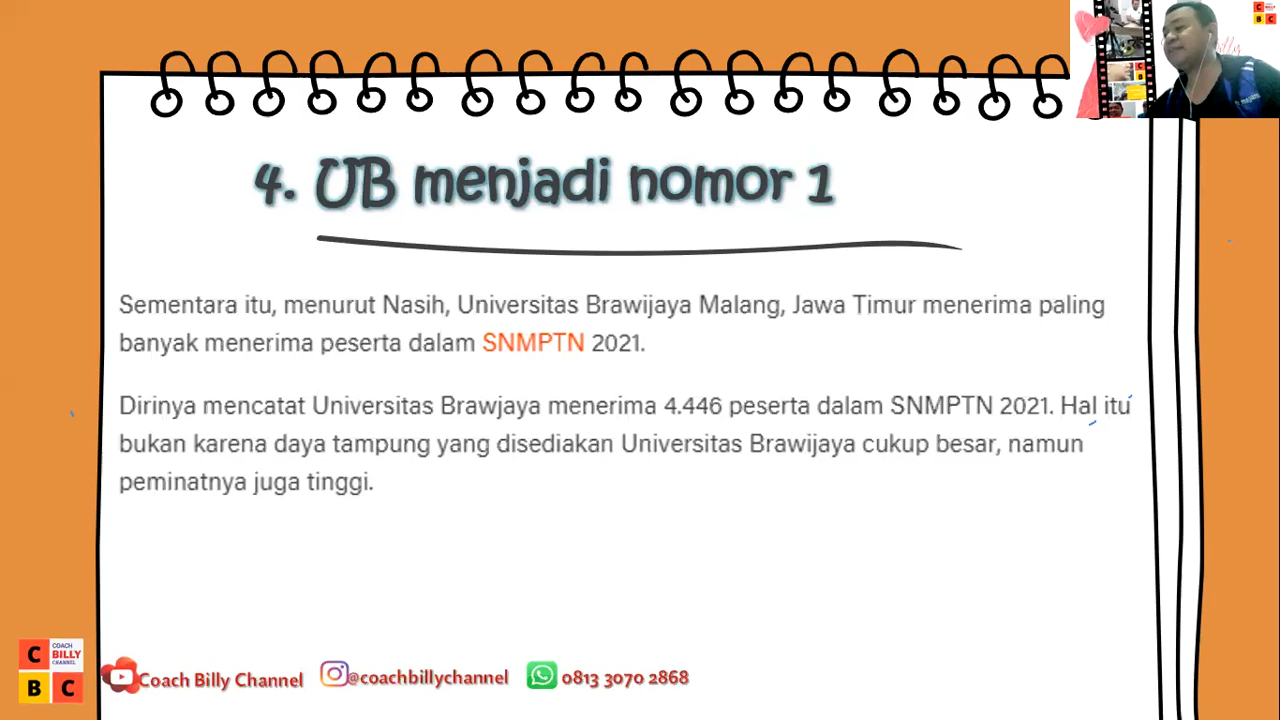 4. UB menjadi nomor 1
Sementara itu, menurut Nasih, Universitas Brawijaya Malang, Jawa Timur menerima paling
banyak menerima peserta dalam SNMPTN 2021.
Dirinya mencatat Universitas Brawjaya menerima 4.446 peserta dalam SNMPTN 2021. Hal itu
bukan karena daya tampung yang disediakan Universitas Brawijaya cukup besar, namun
peminatnya juga tinggi.
C COACH BILLY CHANNEL
B C
Coach Billy Channel @coachbillychannel 0813 3070 2868